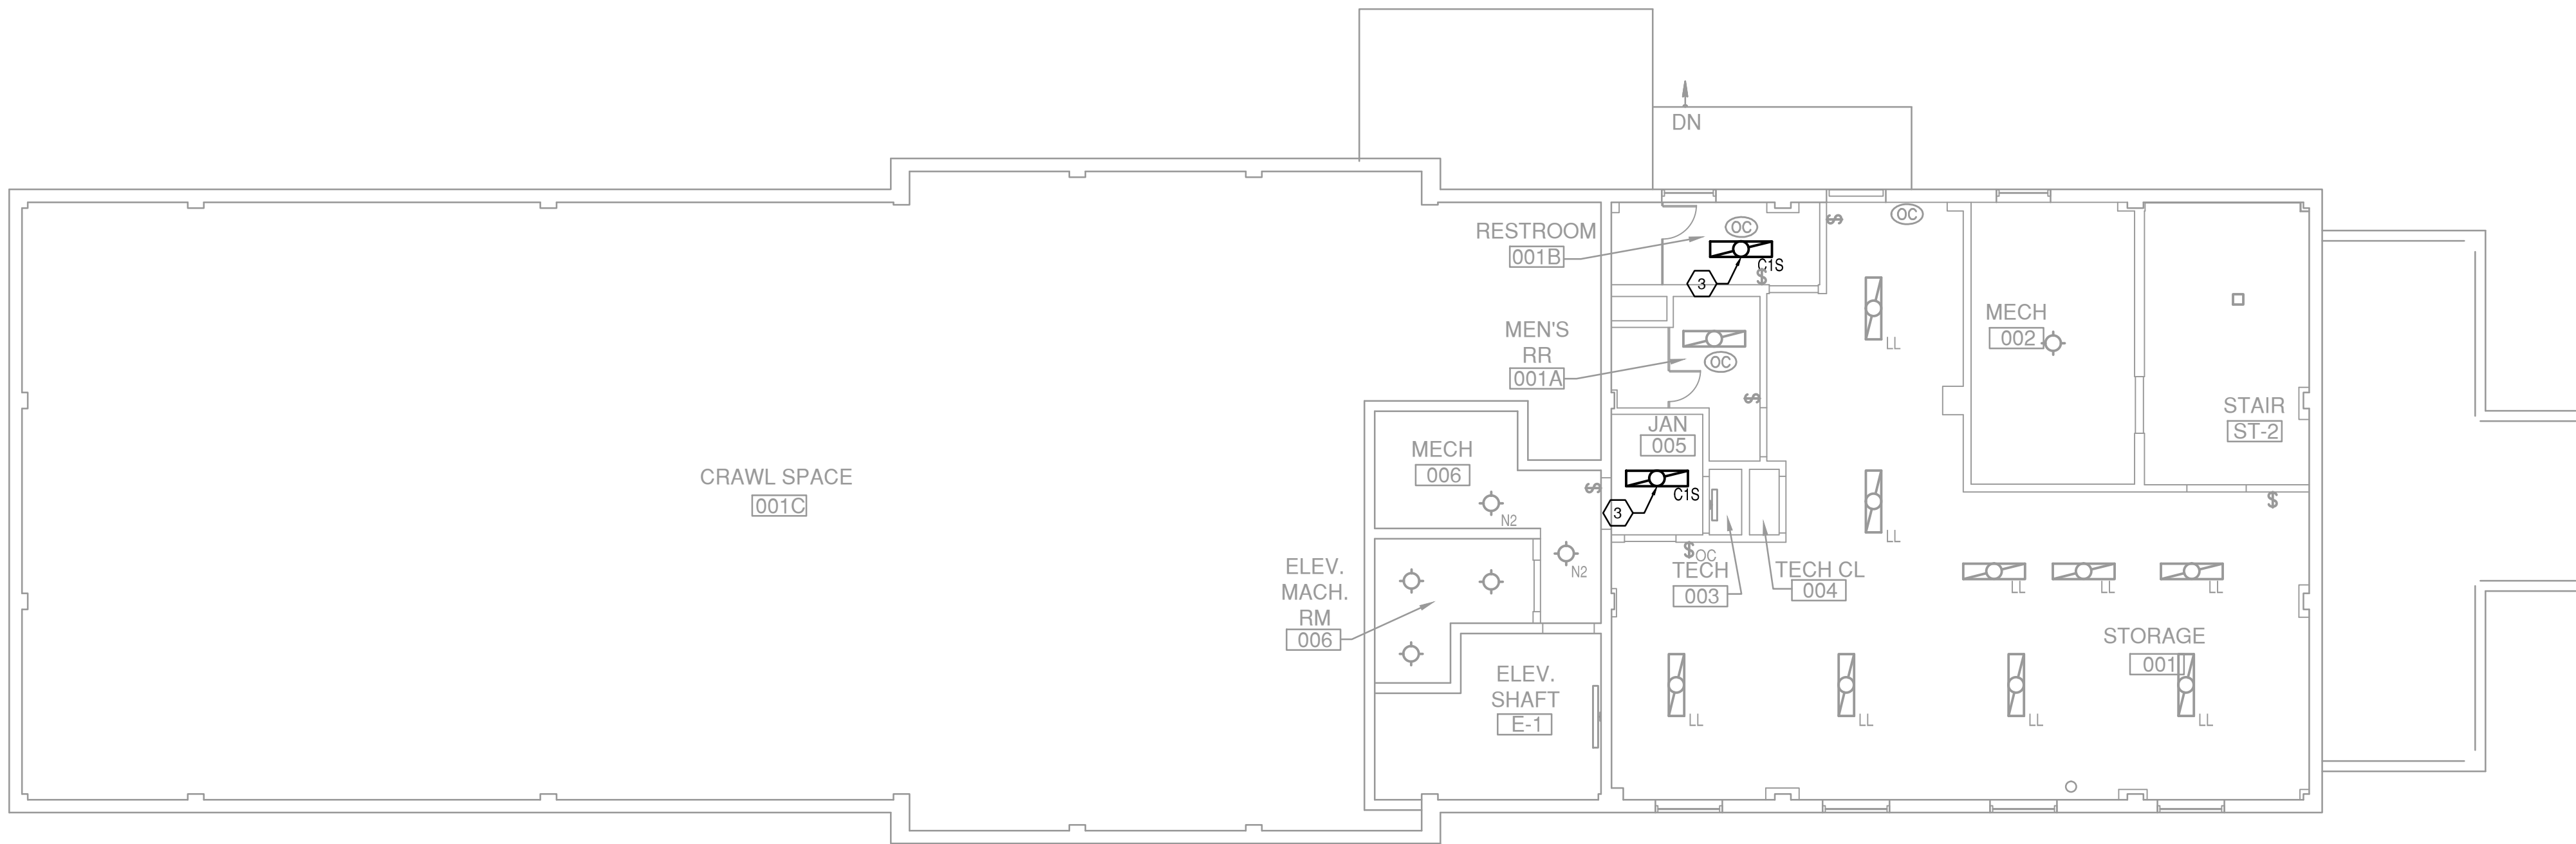 DN
RESTROOM
001B
OC
C1S
3
$
$
OC
MEN'S
RR
001A
OC
$
LL
MECH
002
STAIR
ST-2
JAN
005
C1S
3
$
MECH
006
N2
N2
CRAWL SPACE
001C
LL
$
$OC
TECH
003
TECH CL
004
ELEV.
MACH.
RM
006
LL
LL
LL
STORAGE
001
ELEV.
SHAFT
E-1
LL
LL
LL
LL